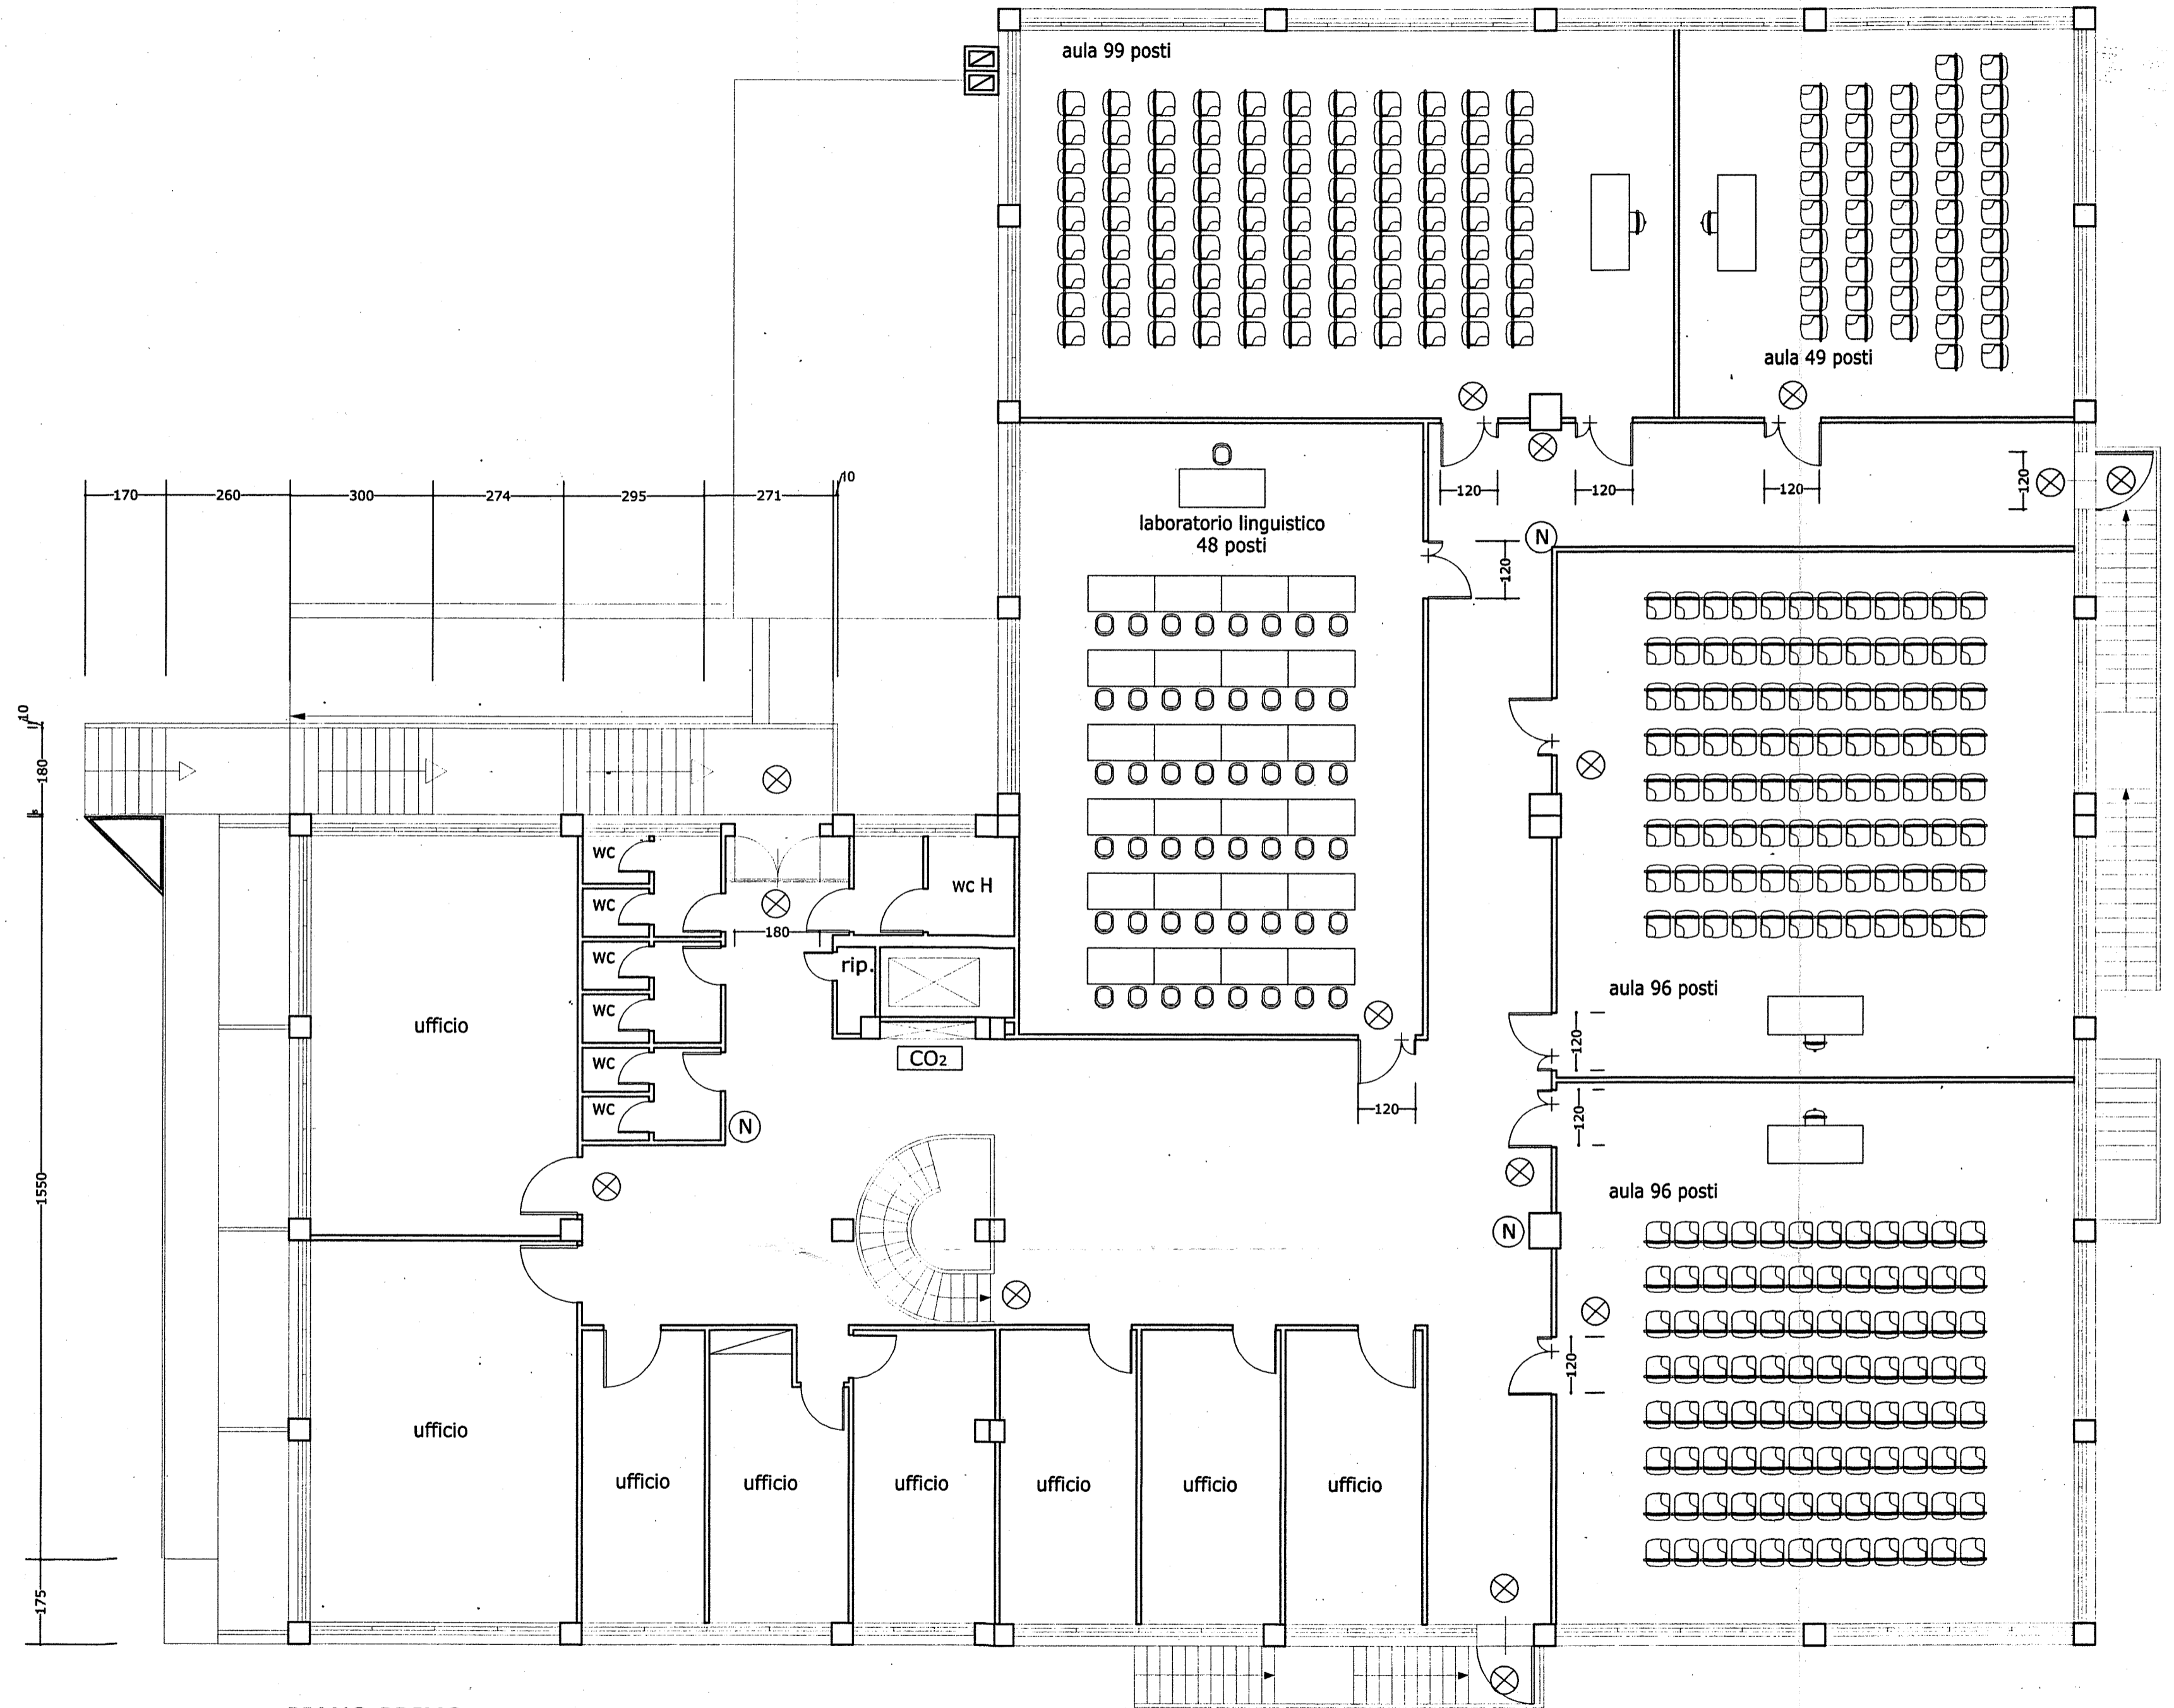 aula 99 posti
aula 49 posti
120
120
120
120
N
170
260
300
274
295
271
10
laboratorio linguistico
48 posti
120
10
180
wc
wc
wc
wc
wc
wc
wc H
180
rip.
CO2
ufficio
N
120
aula 96 posti
120
120
aula 96 posti
N
120
1550
ufficio
ufficio
ufficio
ufficio
ufficio
ufficio
ufficio
175